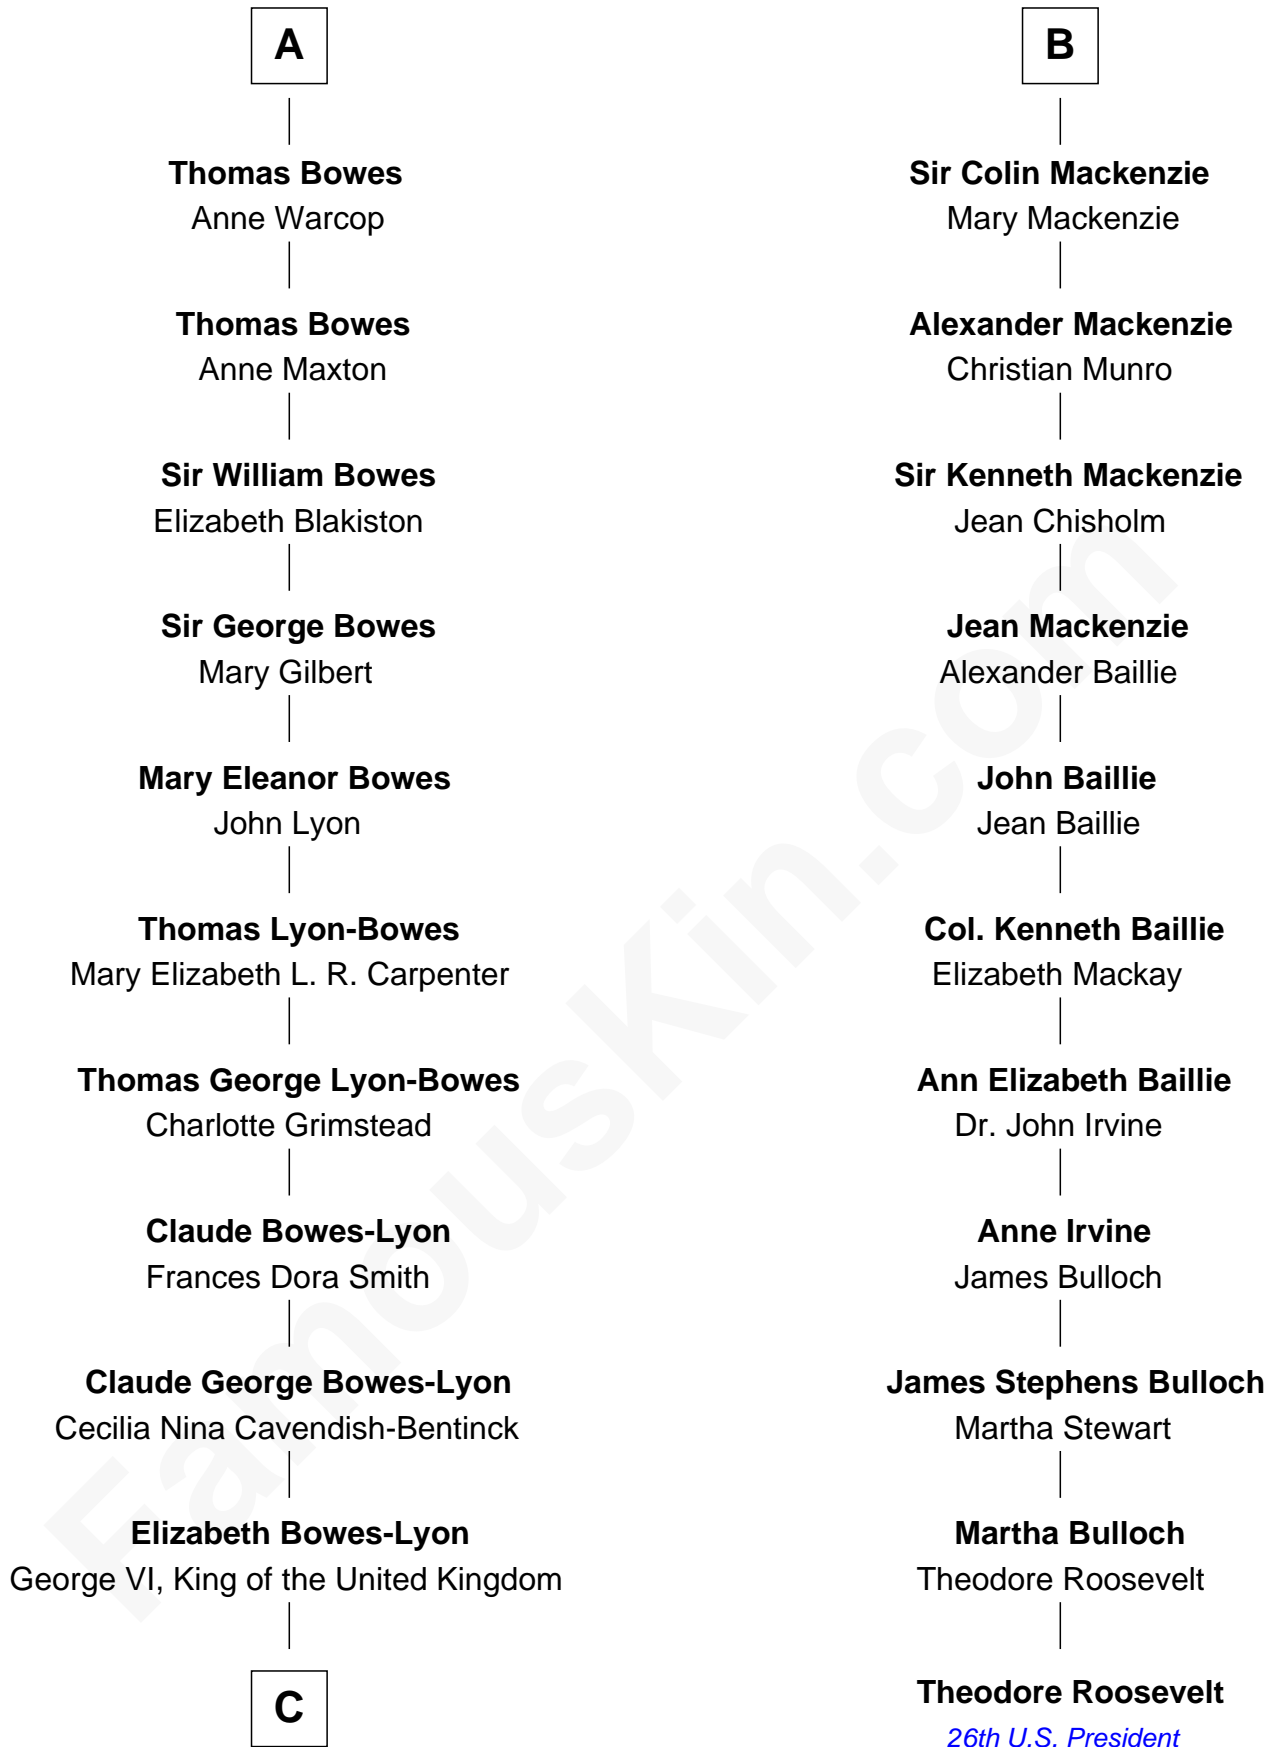 A
Thomas Bowes
Anne Warcop
Thomas Bowes
Anne Maxton
Sir William Bowes
Elizabeth Blakiston
Sir George Bowes
Mary Gilbert
Mary Eleanor Bowes
John Lyon
Thomas Lyon-Bowes
Mary Elizabeth L. R. Carpenter
Thomas George Lyon-Bowes
Charlotte Grimstead
Claude Bowes-Lyon
Frances Dora Smith
Claude George Bowes-Lyon
Cecilia Nina Cavendish-Bentinck
Elizabeth Bowes-Lyon
George VI, King of the United Kingdom
C
B
Sir Colin Mackenzie
Mary Mackenzie
Alexander Mackenzie
Christian Munro
Sir Kenneth Mackenzie
Jean Chisholm
Jean Mackenzie
Alexander Baillie
John Baillie
Jean Baillie
Col. Kenneth Baillie
Elizabeth Mackay
Ann Elizabeth Baillie
Dr. John Irvine
Anne Irvine
James Bulloch
James Stephens Bulloch
Martha Stewart
Martha Bulloch
Theodore Roosevelt
Theodore Roosevelt
26th U.S. President
FamousKin.com